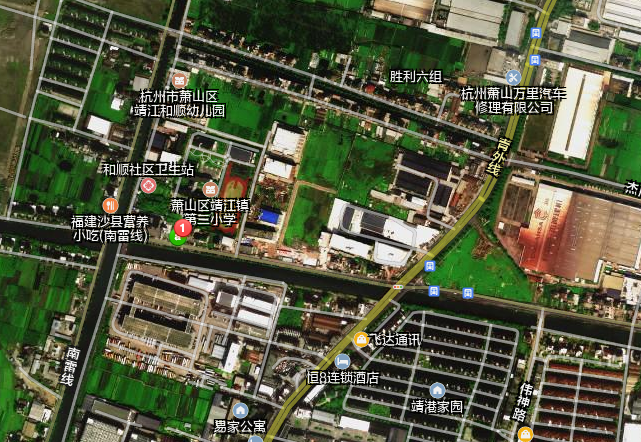 胜利六组
杭州市萧山区
靖江和顺幼儿园
杭州萧山万里汽车
修理有限公司
青外线
和顺社区卫生站
萧山区靖江镇
第二小学
福建沙县营养
小吃(南雷线)
1
飞达通讯
恒8连锁酒店
南雷线
靖港家园
伟神路
易家公寓